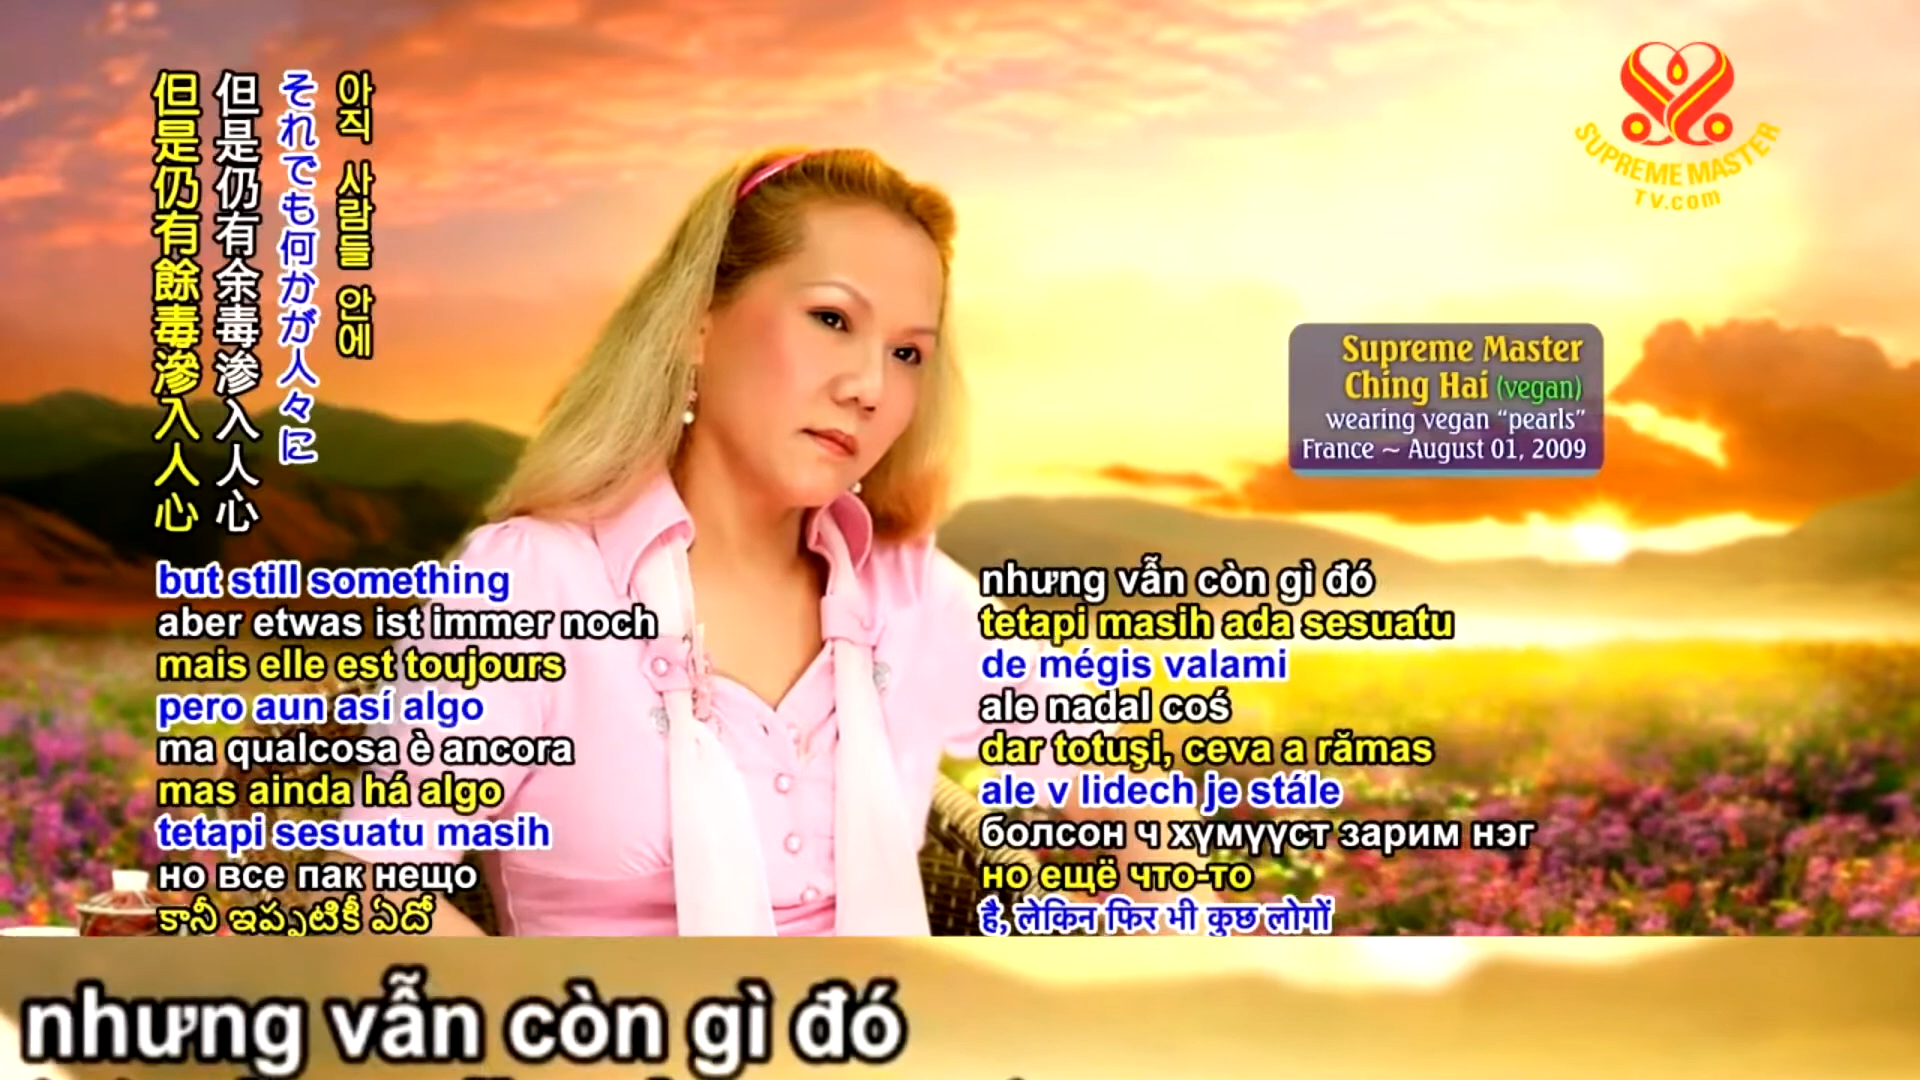 但是仍有餘毒滲入人心
但是仍有余毒渗入人心
それでも何かが人々に
아직 사람들 안에
SUPREME MASTER
TV.com
Supreme Master
Ching Hai (vegan)
wearing vegan “pearls”
France ~ August 01, 2009
but still something
aber etwas ist immer noch
mais elle est toujours
pero aun así algo
ma qualcosa è ancora
mas ainda há algo
tetapi sesuatu masih
но все пак нещо
కానీ ఇప్పటికీ ఏదో
nhưng vẫn còn gì đó
tetapi masih ada sesuatu
de mégis valami
ale nadal coś
dar totuşi, ceva a rămas
ale v lidech je stále
болсон ч хүмүүст зарим нэг
но ещё что-то
है, लेकिन फिर भी कुछ लोगों
nhưng vẫn còn gì đó